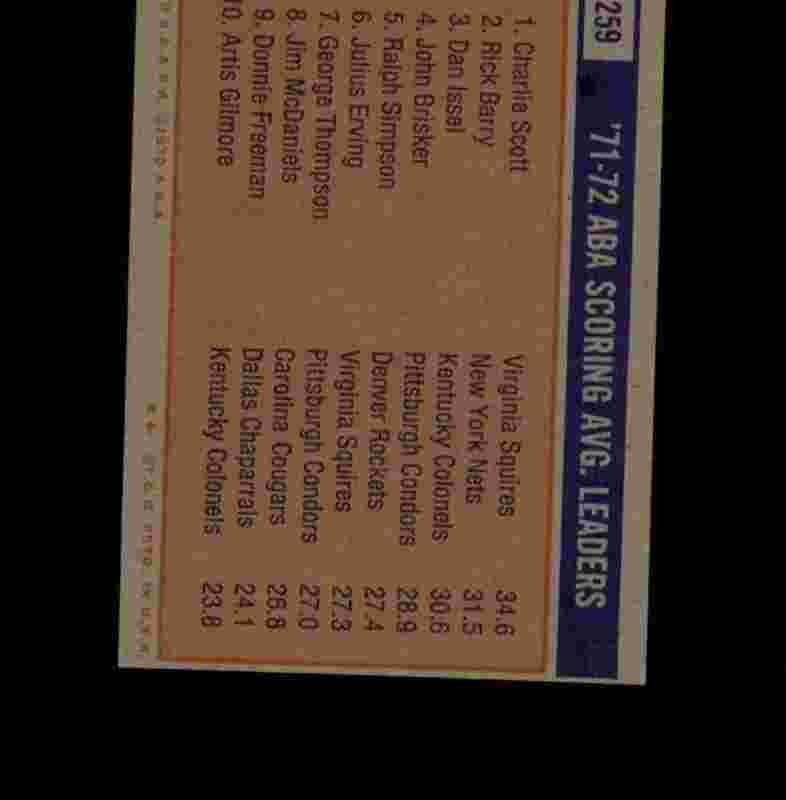 259 '71-72 ABA SCORING AVG. LEADERS
1. Charlie Scott Virginia Squires 34.6
2. Rick Barry New York Nets 31.5
3. Dan Issel Kentucky Colonels 30.6
4. John Brisker Pittsburgh Condors 28.9
5. Ralph Simpson Denver Rockets 27.4
6. Julius Erving Virginia Squires 27.3
7. George Thompson Pittsburgh Condors 27.0
8. Jim McDaniels Carolina Cougars 26.8
9. Donnie Freeman Dallas Chaparrals 24.1
10. Artis Gilmore Kentucky Colonels 23.8
IN U.S.A.